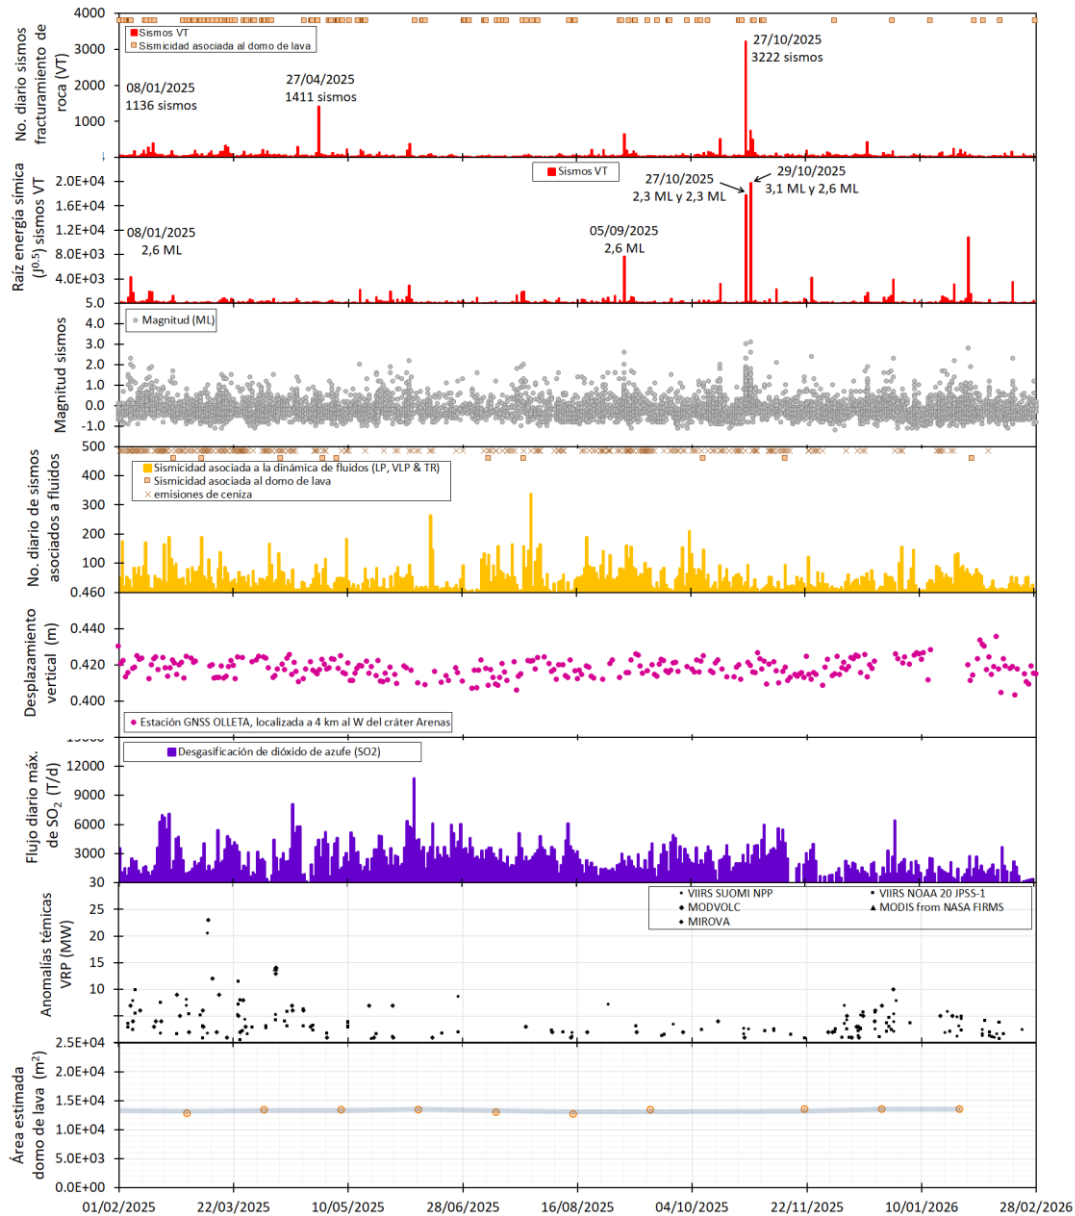 4000
3000
2000
1000
No. diario sismos
fracturamiento de
roca (VT)
Sismos VT
Sismicidad asociada al domo de lava
08/01/2025
1136 sismos
27/04/2025
1411 sismos
27/10/2025
3222 sismos
2.0E+04
1.6E+04
1.2E+04
8.0E+03
4.0E+03
Raíz energía símica
(J0.5) sismos VT
Sismos VT
08/01/2025
2,6 ML
05/09/2025
2,6 ML
27/10/2025
2,3 ML y 2,3 ML
29/10/2025
3,1 ML y 2,6 ML
5.0
4.0
3.0
2.0
1.0
0.0
-1.0
Magnitud sismos
Magnitud (ML)
500
400
300
200
100
No. diario de sismos
asociados a fluidos
Sismicidad asociada a la dinámica de fluidos (LP, VLP & TR)
Sismicidad asociada al domo de lava
emisiones de ceniza
0.460
0.440
0.420
0.400
Desplazamiento
vertical (m)
Estación GNSS OLLETA, localizada a 4 km al W del cráter Arenas
12000
9000
6000
3000
Flujo diario máx.
de SO2 (T/d)
Desgasificación de dióxido de azufe (SO2)
30
25
20
15
10
Anomalías témicas
VRP (MW)
VIIRS SUOMI NPP
VIIRS NOAA 20 JPSS-1
MODVOLC
MODIS from NASA FIRMS
MIROVA
2.5E+04
2.0E+04
1.5E+04
1.0E+04
5.0E+03
0.0E+00
Área estimada
domo de lava (m2)
01/02/2025
22/03/2025
10/05/2025
28/06/2025
16/08/2025
04/10/2025
22/11/2025
10/01/2026
28/02/2026